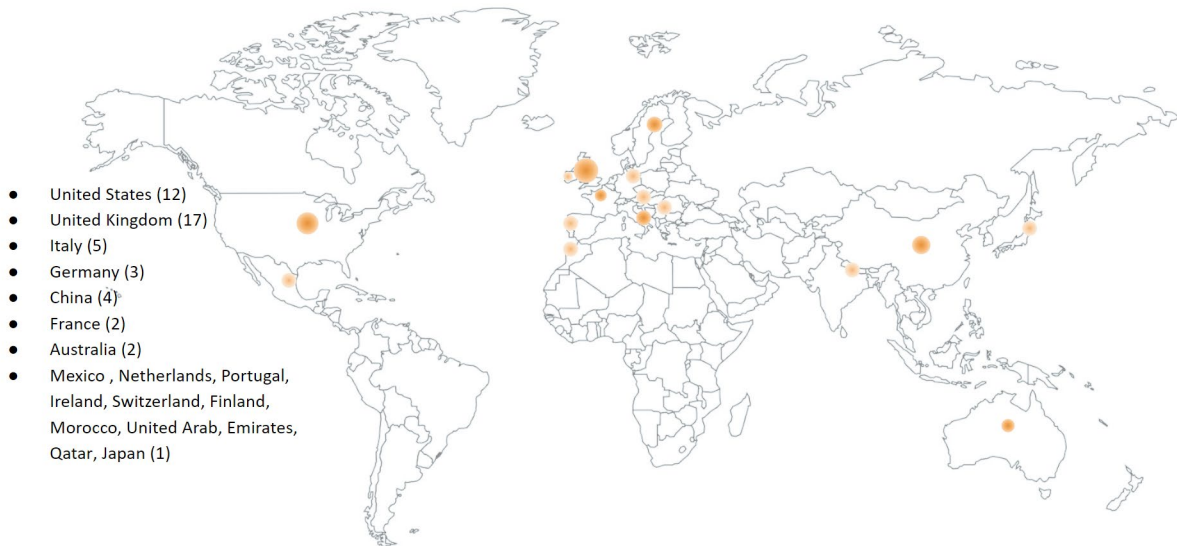 ● United States (12)
● United Kingdom (17)
● Italy (5)
● Germany (3)
● China (4)
● France (2)
● Australia (2)
● Mexico , Netherlands, Portugal,
Ireland, Switzerland, Finland,
Morocco, United Arab, Emirates,
Qatar, Japan (1)